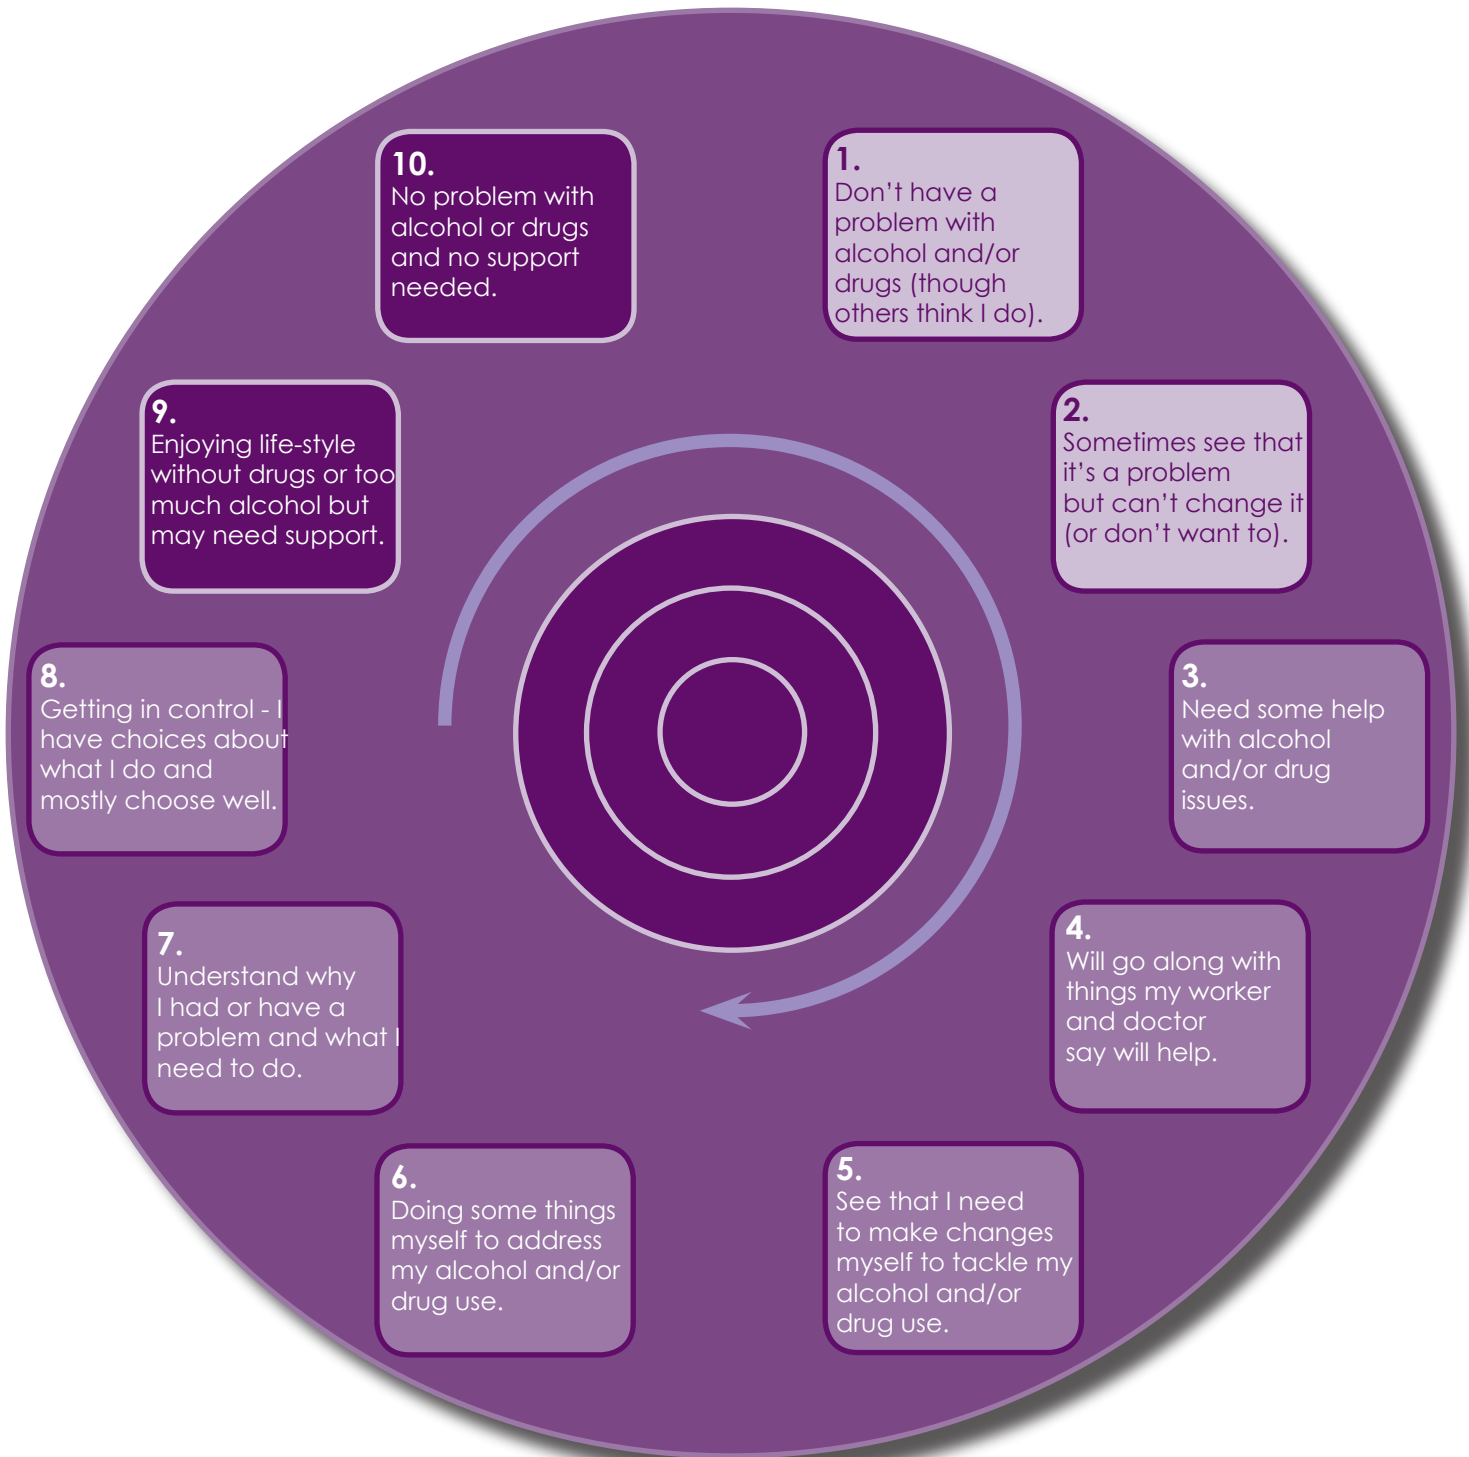 1.
Don’t have a
problem with
alcohol and/or
drugs (though
others think I do).
2.
Sometimes see that
it’s a problem
but can’t change it
(or don’t want to).
3.
Need some help
with alcohol
and/or drug
issues.
4.
Will go along with
things my worker
and doctor
say will help.
5.
See that I need
to make changes
myself to tackle my
alcohol and/or
drug use.
6.
Doing some things
myself to address
my alcohol and/or
drug use.
7.
Understand why
I had or have a
problem and what I
need to do.
8.
Getting in control - I
have choices about
what I do and
mostly choose well.
9.
Enjoying life-style
without drugs or too
much alcohol but
may need support.
10.
No problem with
alcohol or drugs
and no support
needed.